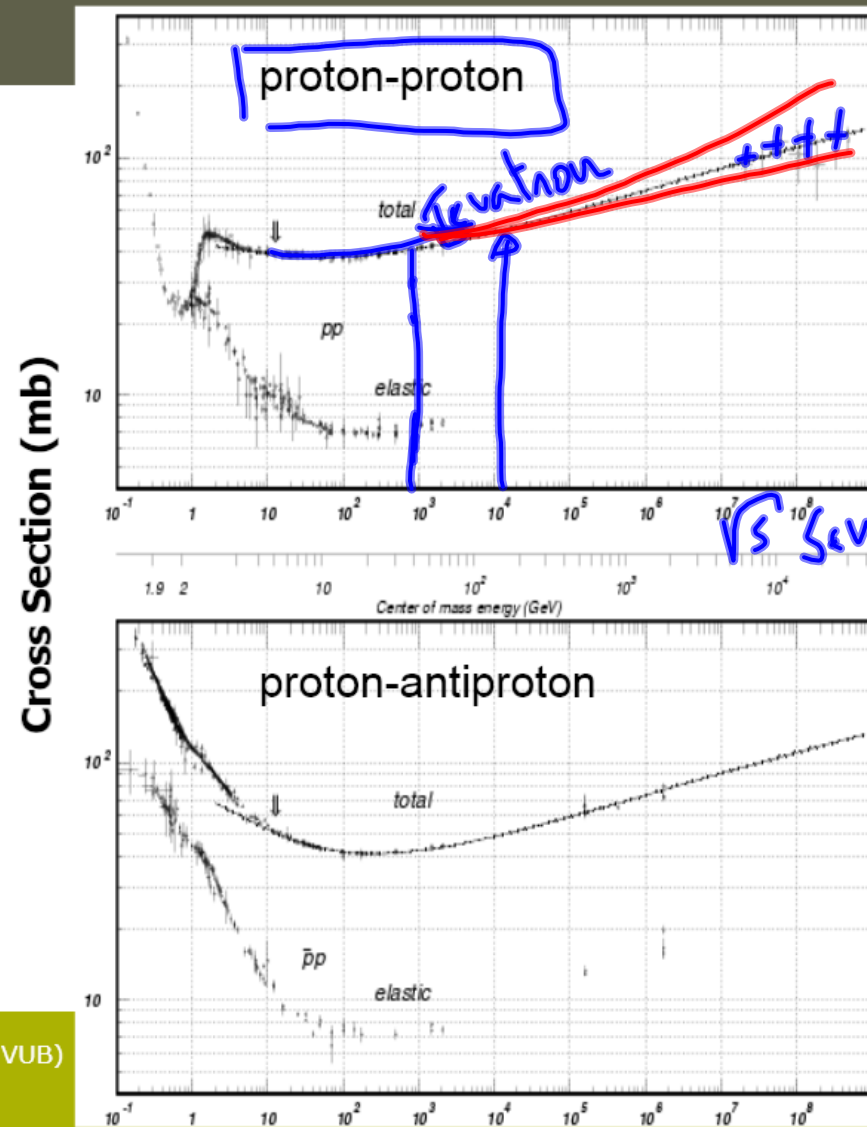 proton-proton
10²
total
Tevatron
pp
10
elastic
Cross Section (mb)
10⁻¹ 1 10 10² 10³ 10⁴ 10⁵ 10⁶ 10⁷ 10⁸
√s GeV
1.9 2 10 10² 10³ 10⁴
Center of mass energy (GeV)
proton-antiproton
10²
total
p̄p
10
elastic
VUB)
10⁻¹ 1 10 10² 10³ 10⁴ 10⁵ 10⁶ 10⁷ 10⁸